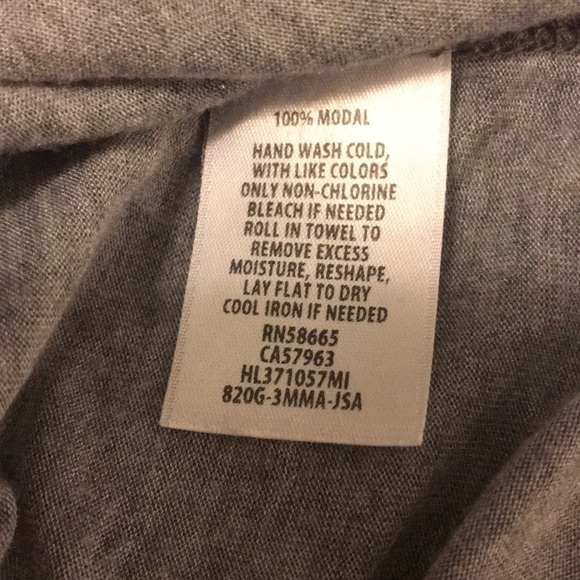 100% MODAL
HAND WASH COLD,
WITH LIKE COLORS
ONLY NON-CHLORINE
BLEACH IF NEEDED
ROLL IN TOWEL TO
REMOVE EXCESS
MOISTURE, RESHAPE,
LAY FLAT TO DRY
COOL IRON IF NEEDED
RN58665
CA57963
HL371057MI
820G-3MMA-JSA